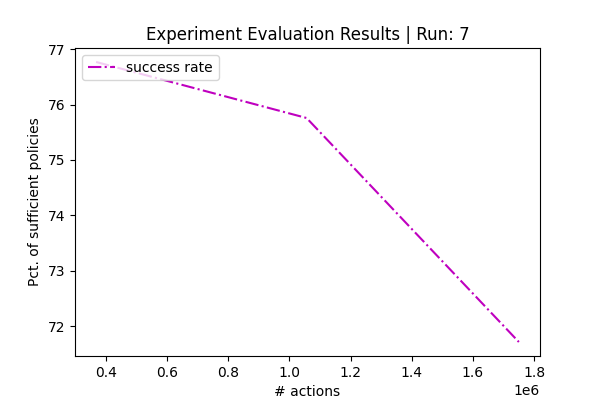 Experiment Evaluation Results | Run: 7
success rate
Pct. of sufficient policies
77
76
75
74
73
72
0.4 0.6 0.8 1.0 1.2 1.4 1.6 1.8
1e6
# actions